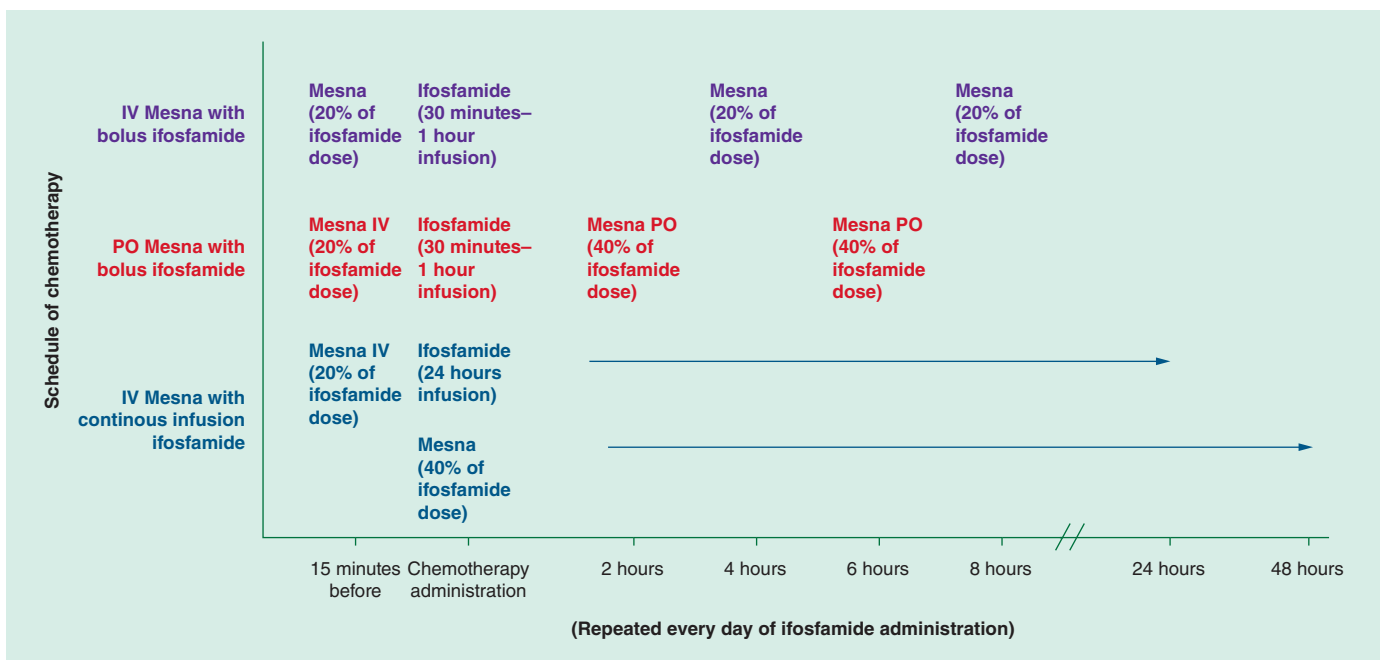 Schedule of chemotherapy
IV Mesna with
bolus ifosfamide
Mesna
(20% of
ifosfamide
dose)
Ifosfamide
(30 minutes–
1 hour
infusion)
Mesna
(20% of
ifosfamide
dose)
Mesna
(20% of
ifosfamide
dose)
PO Mesna with
bolus ifosfamide
Mesna IV
(20% of
ifosfamide
dose)
Ifosfamide
(30 minutes–
1 hour
infusion)
Mesna PO
(40% of
ifosfamide
dose)
Mesna PO
(40% of
ifosfamide
dose)
IV Mesna with
continous infusion
ifosfamide
Mesna IV
(20% of
ifosfamide
dose)
Ifosfamide
(24 hours
infusion)
Mesna
(40% of
ifosfamide
dose)
15 minutes
before
Chemotherapy
administration
2 hours
4 hours
6 hours
8 hours
24 hours
48 hours
(Repeated every day of ifosfamide administration)